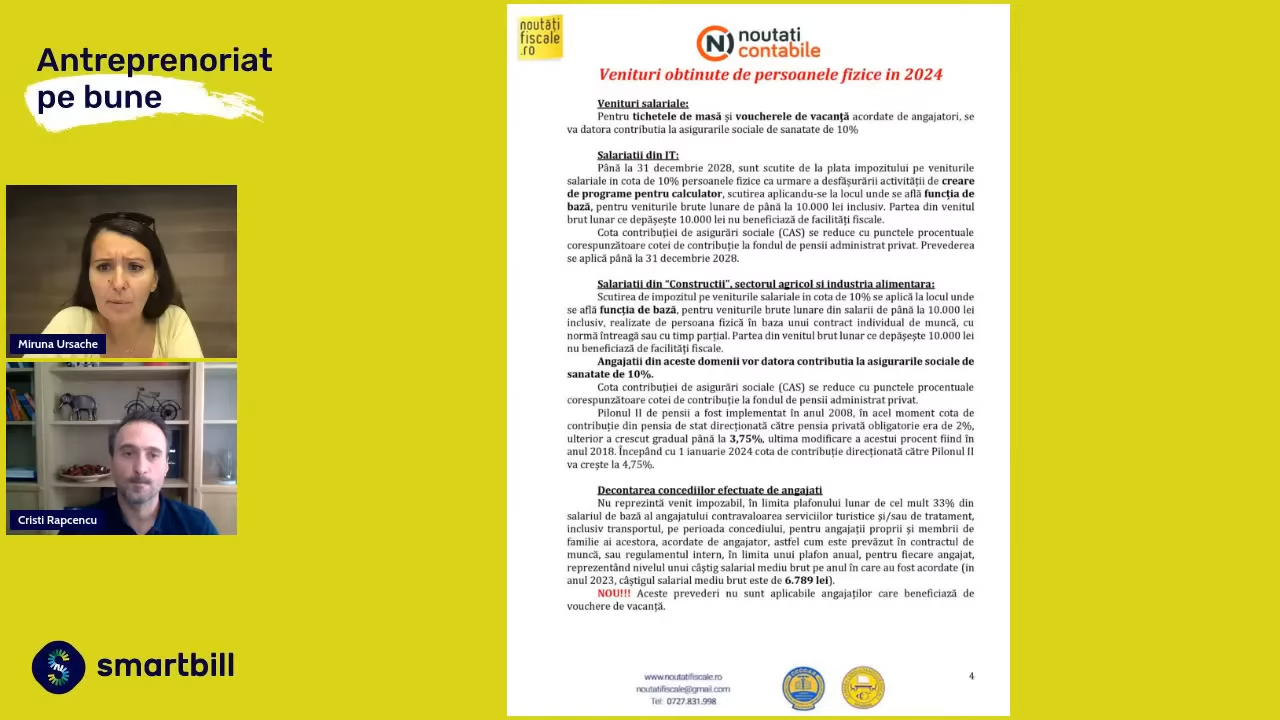 Antreprenoriat
pe bune
Miruna Ursache
Cristi Rapcencu
smartbill
noutăți
fiscale
.ro
noutati
contabile
Venituri obtinute de persoanele fizice in 2024
Venituri salariale:
Pentru tichetele de masă și voucherele de vacanță acordate de angajatori, se
va datora contributia la asigurarile sociale de sanatate de 10%
Salariatii din IT:
Până la 31 decembrie 2028, sunt scutite de la plata impozitului pe veniturile
salariale in cota de 10% persoanele fizice ca urmare a desfășurării activității de creare
de programe pentru calculator, scutirea aplicandu-se la locul unde se află funcția de
bază, pentru veniturile brute lunare de până la 10.000 lei inclusiv. Partea din venitul
brut lunar ce depășește 10.000 lei nu beneficiază de facilități fiscale.
Cota contribuției de asigurări sociale (CAS) se reduce cu punctele procentuale
corespunzătoare cotei de contribuție la fondul de pensii administrat privat. Prevederea
se aplică până la 31 decembrie 2028.
Salariatii din "Constructii", sectorul agricol si industria alimentara:
Scutirea de impozitul pe veniturile salariale in cota de 10% se aplică la locul unde
se află funcția de bază, pentru veniturile brute lunare din salarii de până la 10.000 lei
inclusiv, realizate de persoana fizică în baza unui contract individual de muncă, cu
normă întreagă sau cu timp parțial. Partea din venitul brut lunar ce depășește 10.000 lei
nu beneficiază de facilități fiscale.
Angajatii din aceste domenii vor datora contributia la asigurarile sociale de
sanatate de 10%.
Cota contribuției de asigurări sociale (CAS) se reduce cu punctele procentuale
corespunzătoare cotei de contribuție la fondul de pensii administrat privat.
Pilonul II de pensii a fost implementat în anul 2008, în acel moment cota de
contribuție din pensia de stat direcționată către pensia privată obligatorie era de 2%,
ulterior a crescut gradual până la 3,75%, ultima modificare a acestui procent fiind în
anul 2018. Începând cu 1 ianuarie 2024 cota de contribuție direcționată către Pilonul II
va crește la 4,75%.
Decontarea concediilor efectuate de angajati
Nu reprezintă venit impozabil, în limita plafonului lunar de cel mult 33% din
salariul de bază al angajatului contravaloarea serviciilor turistice și/sau de tratament,
inclusiv transportul, pe perioada concediului, pentru angajații proprii și membrii de
familie ai acestora, acordate de angajator, astfel cum este prevăzut în contractul de
muncă, sau regulamentul intern, în limita unui plafon anual, pentru fiecare angajat,
reprezentând nivelul unui câștig salarial mediu brut pe anul în care au fost acordate (in
anul 2023, câștigul salarial mediu brut este de 6.789 lei).
NOU!!! Aceste prevederi nu sunt aplicabile angajaților care beneficiază de
vouchere de vacanță.
www.noutatifiscale.ro
noutatifiscale@gmail.com
Tel: 0727.831.998
4